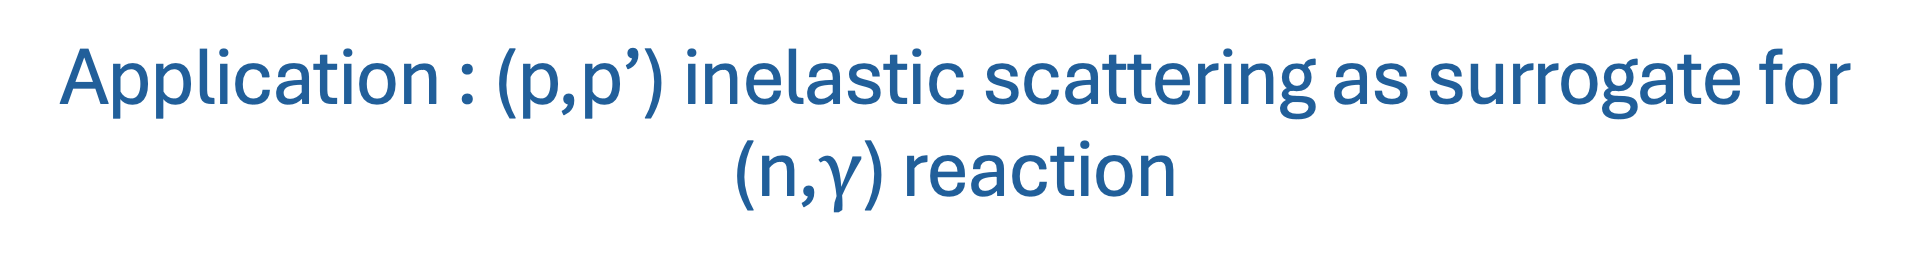 Application : (p,p’) inelastic scattering as surrogate for
(n,γ) reaction